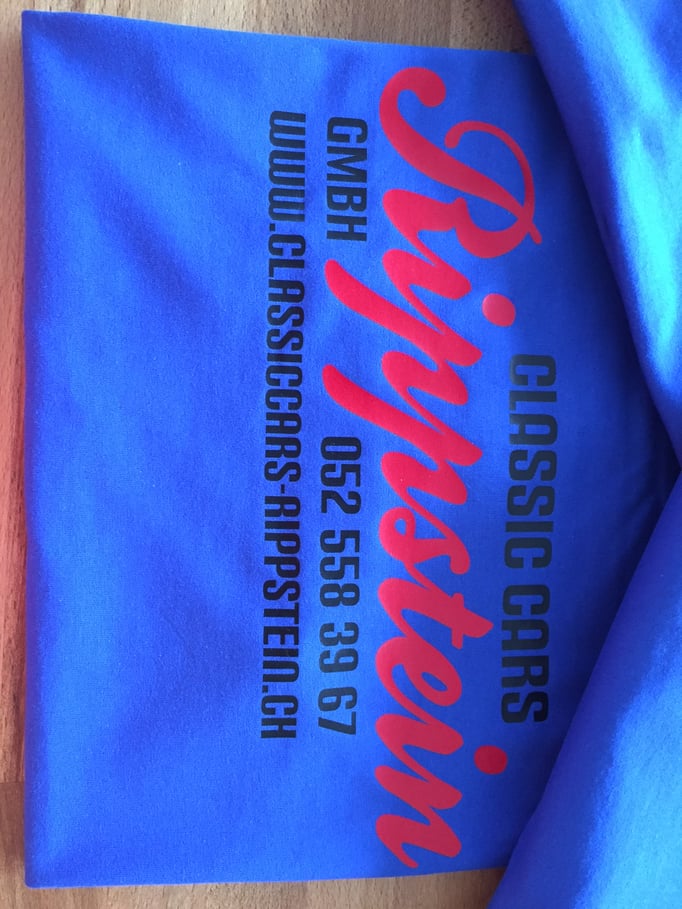 CLASSIC CARS
Rippstein
GMBH 052 558 39 67
WWW.CLASSICCARS-RIPPSTEIN.CH